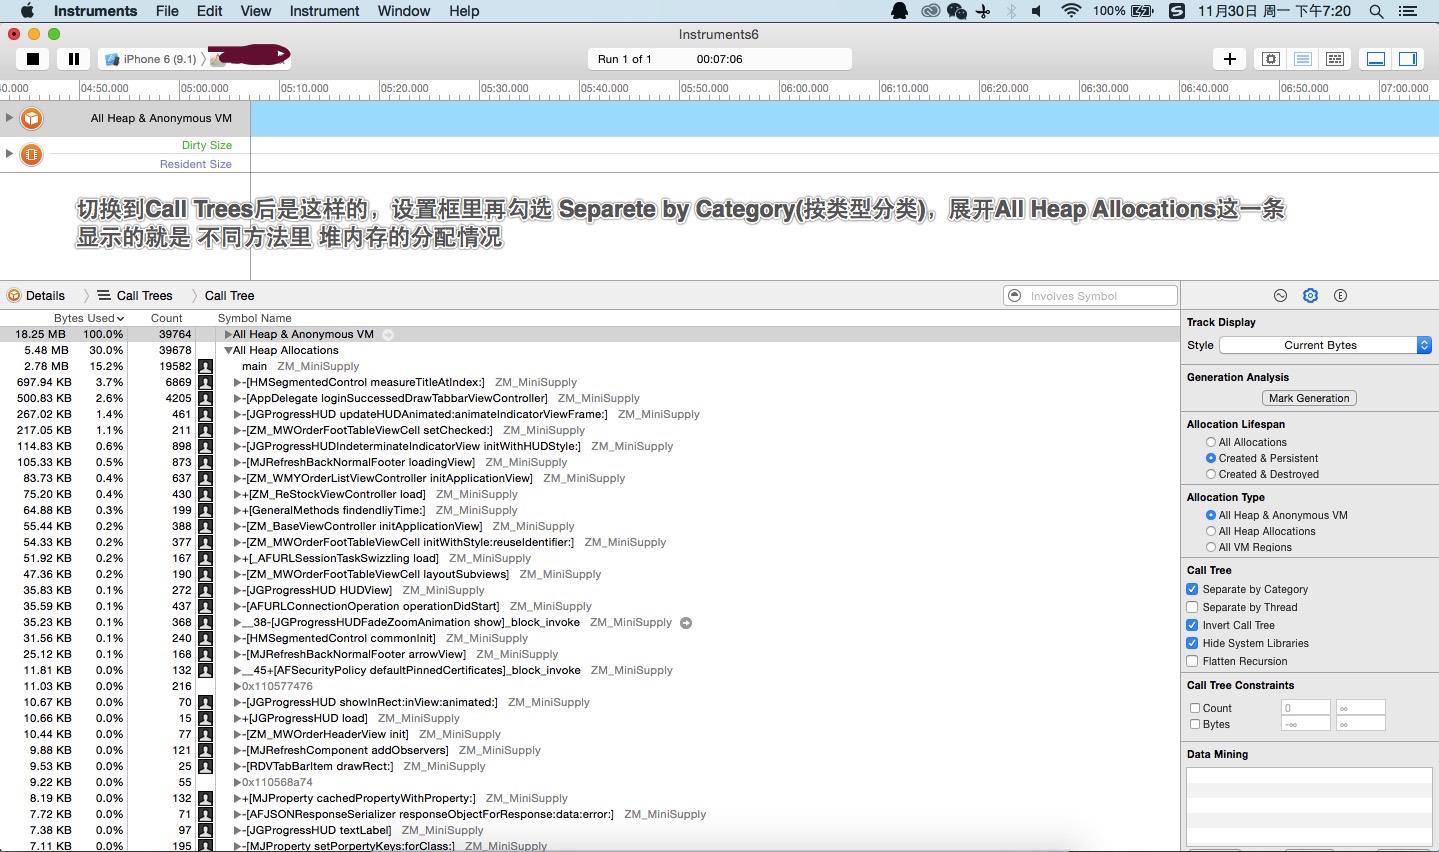 Instruments File Edit View Instrument Window Help 100% 11月30日 周一 下午7:20
Instruments6
iPhone 6 (9.1) Run 1 of 1 00:07:06
40.000 04:50.000 05:00.000 05:10.000 05:20.000 05:30.000 05:40.000 05:50.000 06:00.000 06:10.000 06:20.000 06:30.000 06:40.000 06:50.000 07:00.000
All Heap & Anonymous VM
Dirty Size
Resident Size
切换到Call Trees后是这样的，设置框里再勾选 Separete by Category(按类型分类)，展开All Heap Allocations这一条
显示的就是 不同方法里 堆内存的分配情况
Details Call Trees Call Tree Involves Symbol
Bytes Used Count Symbol Name
18.25 MB 100.0% 39764 All Heap & Anonymous VM
5.48 MB 30.0% 39678 All Heap Allocations
2.78 MB 15.2% 19582 main ZM_MiniSupply
697.94 KB 3.7% 6869 -[HMSegmentedControl measureTitleAtIndex:] ZM_MiniSupply
500.83 KB 2.6% 4205 -[AppDelegate loginSuccessedDrawTabbarViewController] ZM_MiniSupply
267.02 KB 1.4% 461 -[JGProgressHUD updateHUDAnimated:animateIndicatorViewFrame:] ZM_MiniSupply
217.05 KB 1.1% 211 -[ZM_MWOrderFootTableViewCell setChecked:] ZM_MiniSupply
114.83 KB 0.6% 898 -[JGProgressHUDIndeterminateIndicatorView initWithHUDStyle:] ZM_MiniSupply
105.33 KB 0.5% 873 -[MJRefreshBackNormalFooter loadingView] ZM_MiniSupply
83.73 KB 0.4% 637 -[ZM_WMYOrderListViewController initApplicationView] ZM_MiniSupply
75.20 KB 0.4% 430 +[ZM_ReStockViewController load] ZM_MiniSupply
64.88 KB 0.3% 199 +[GeneralMethods findendliyTime:] ZM_MiniSupply
55.44 KB 0.2% 388 -[ZM_BaseViewController initApplicationView] ZM_MiniSupply
54.33 KB 0.2% 377 -[ZM_MWOrderFootTableViewCell initWithStyle:reuseIdentifier:] ZM_MiniSupply
51.92 KB 0.2% 167 +[_AFURLSessionTaskSwizzling load] ZM_MiniSupply
47.36 KB 0.2% 190 -[ZM_MWOrderFootTableViewCell layoutSubviews] ZM_MiniSupply
35.83 KB 0.1% 272 -[JGProgressHUD HUDView] ZM_MiniSupply
35.59 KB 0.1% 437 -[AFURLConnectionOperation operationDidStart] ZM_MiniSupply
35.23 KB 0.1% 368 __38-[JGProgressHUDFadeZoomAnimation show]_block_invoke ZM_MiniSupply
31.56 KB 0.1% 240 -[HMSegmentedControl commonInit] ZM_MiniSupply
25.12 KB 0.1% 168 -[MJRefreshBackNormalFooter arrowView] ZM_MiniSupply
11.81 KB 0.0% 132 __45+[AFSecurityPolicy defaultPinnedCertificates]_block_invoke ZM_MiniSupply
11.03 KB 0.0% 216 0x110577476
10.67 KB 0.0% 70 -[JGProgressHUD showInRect:inView:animated:] ZM_MiniSupply
10.66 KB 0.0% 15 +[JGProgressHUD load] ZM_MiniSupply
10.44 KB 0.0% 77 -[ZM_MWOrderHeaderView init] ZM_MiniSupply
9.88 KB 0.0% 121 -[MJRefreshComponent addObservers] ZM_MiniSupply
9.53 KB 0.0% 25 -[RDVTabBarItem drawRect:] ZM_MiniSupply
9.22 KB 0.0% 55 0x110568a74
8.19 KB 0.0% 132 +[MJProperty cachedPropertyWithProperty:] ZM_MiniSupply
7.72 KB 0.0% 71 -[AFJSONResponseSerializer responseObjectForResponse:data:error:] ZM_MiniSupply
7.38 KB 0.0% 97 -[JGProgressHUD textLabel] ZM_MiniSupply
7.11 KB 0.0% 195 -[MJProperty setPorpertyKeys:forClass:] ZM_MiniSupply
Track Display
Style Current Bytes
Generation Analysis
Mark Generation
Allocation Lifespan
All Allocations
Created & Persistent
Created & Destroyed
Allocation Type
All Heap & Anonymous VM
All Heap Allocations
All VM Regions
Call Tree
Separate by Category
Separate by Thread
Invert Call Tree
Hide System Libraries
Flatten Recursion
Call Tree Constraints
Count 0 ∞
Bytes -∞ ∞
Data Mining